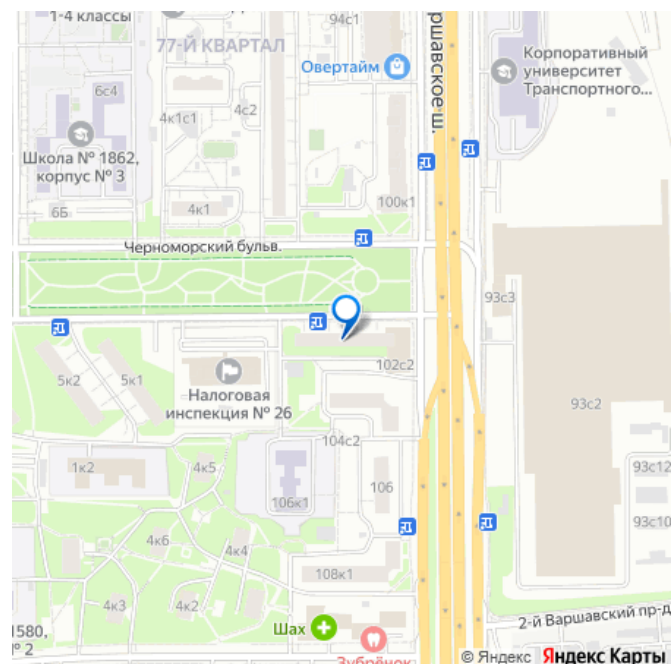 1-4 классы
94с1
77-Й КВАРТАЛ
Овертайм
Варшавское ш.
Корпоративный
университет
Транспортного...
6с4
4с2
4к1с1
Школа № 1862,
корпус № 3
6Б
4к1
100к1
Черноморский бульв.
93с3
102с2
5к2
5к1
Налоговая
инспекция № 26
93с2
104с2
1к2
4к5
106
93с12
106к1
93с10
4к6
4к4
108к1
4к3
4к2
2-й Варшавский пр-д
Шах
1580,
№ 2
Зубрёнок
© Яндекс Яндекс Карты